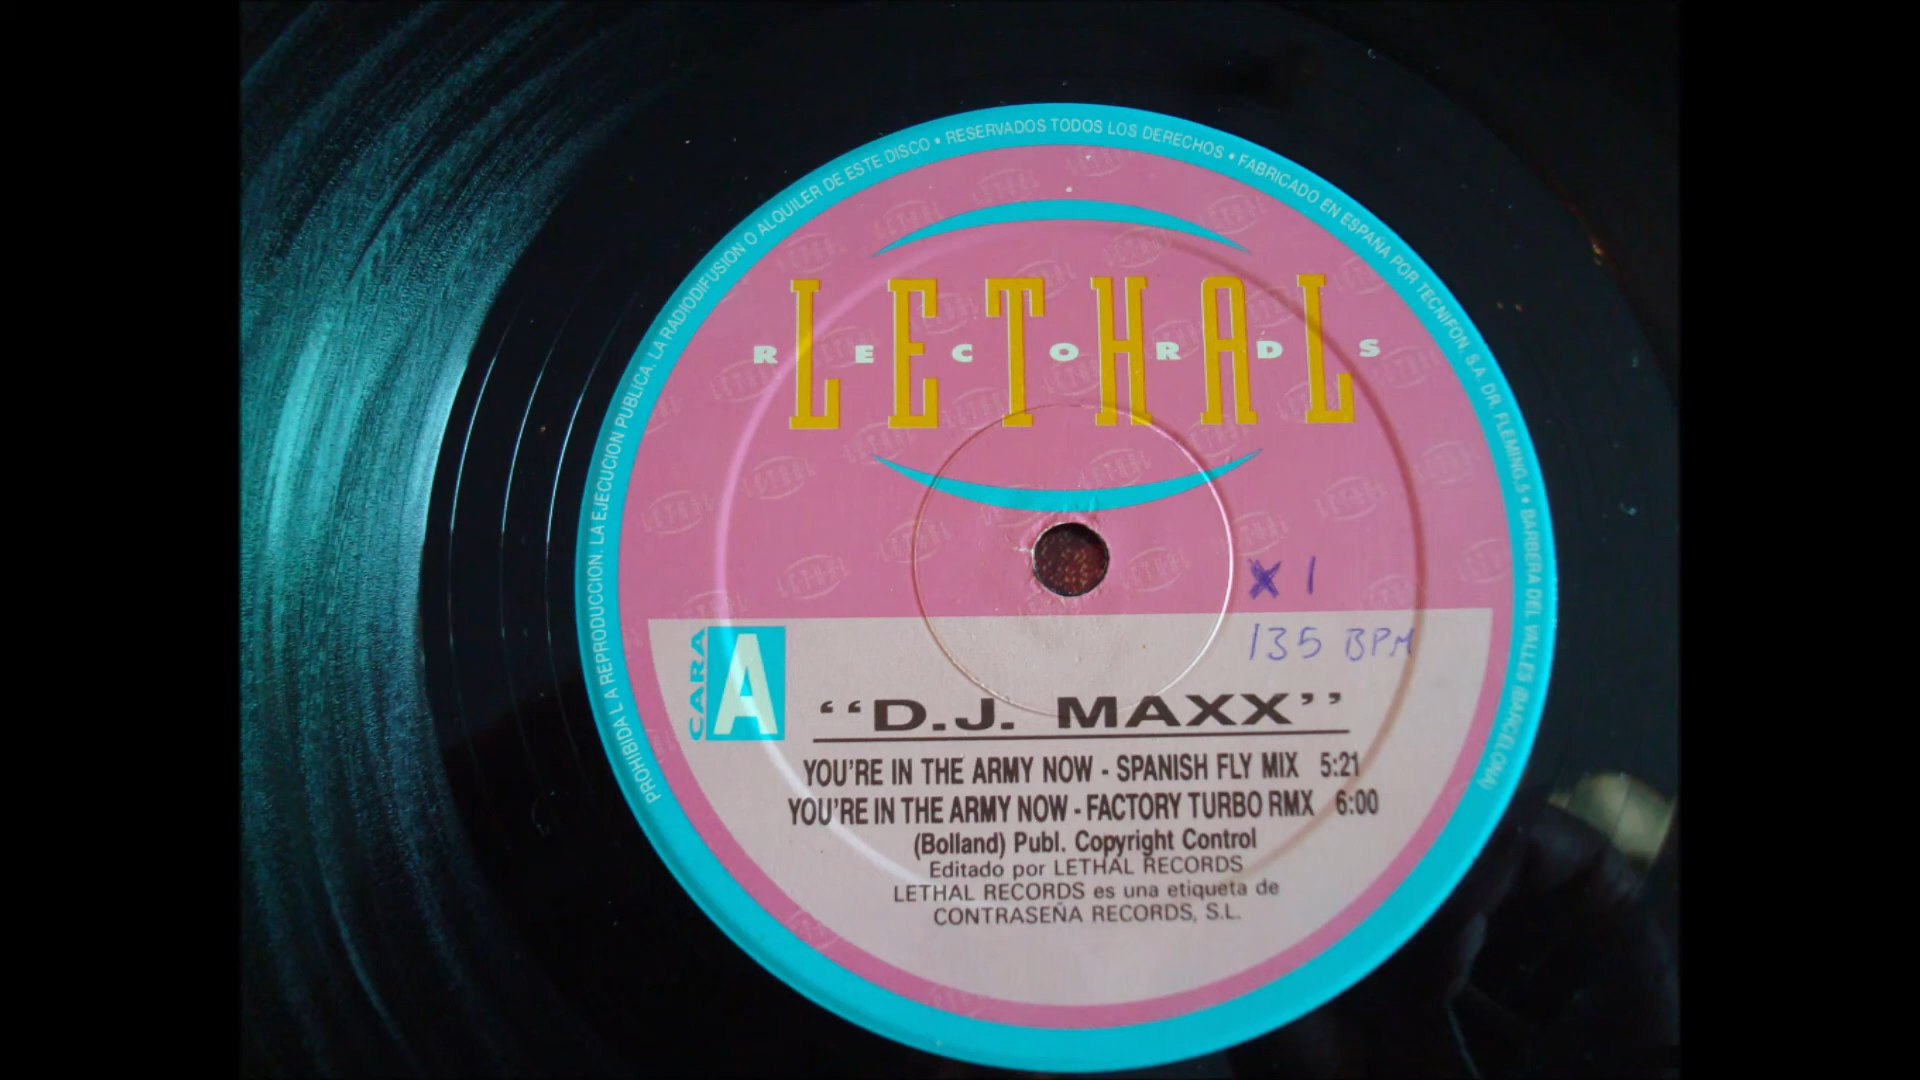 PROHIBIDA LA REPRODUCCION. LA EJECUCION PUBLICA. LA RADIODIFUSION O ALQUILER DE ESTE DISCO • RESERVADOS TODOS LOS DERECHOS • FABRICADO EN ESPAÑA POR TECNIFON S.A. DR. FLEMING,5 • BARBERA DEL VALLES (BARCELONA)
LETHAL
RECORDS
X 1
135 BPM
CARA
A
“D.J. MAXX”
YOU'RE IN THE ARMY NOW - SPANISH FLY MIX 5:21
YOU'RE IN THE ARMY NOW - FACTORY TURBO RMX 6:00
(Bolland) Publ. Copyright Control
Editado por LETHAL RECORDS
LETHAL RECORDS es una etiqueta de
CONTRASEÑA RECORDS, S.L.